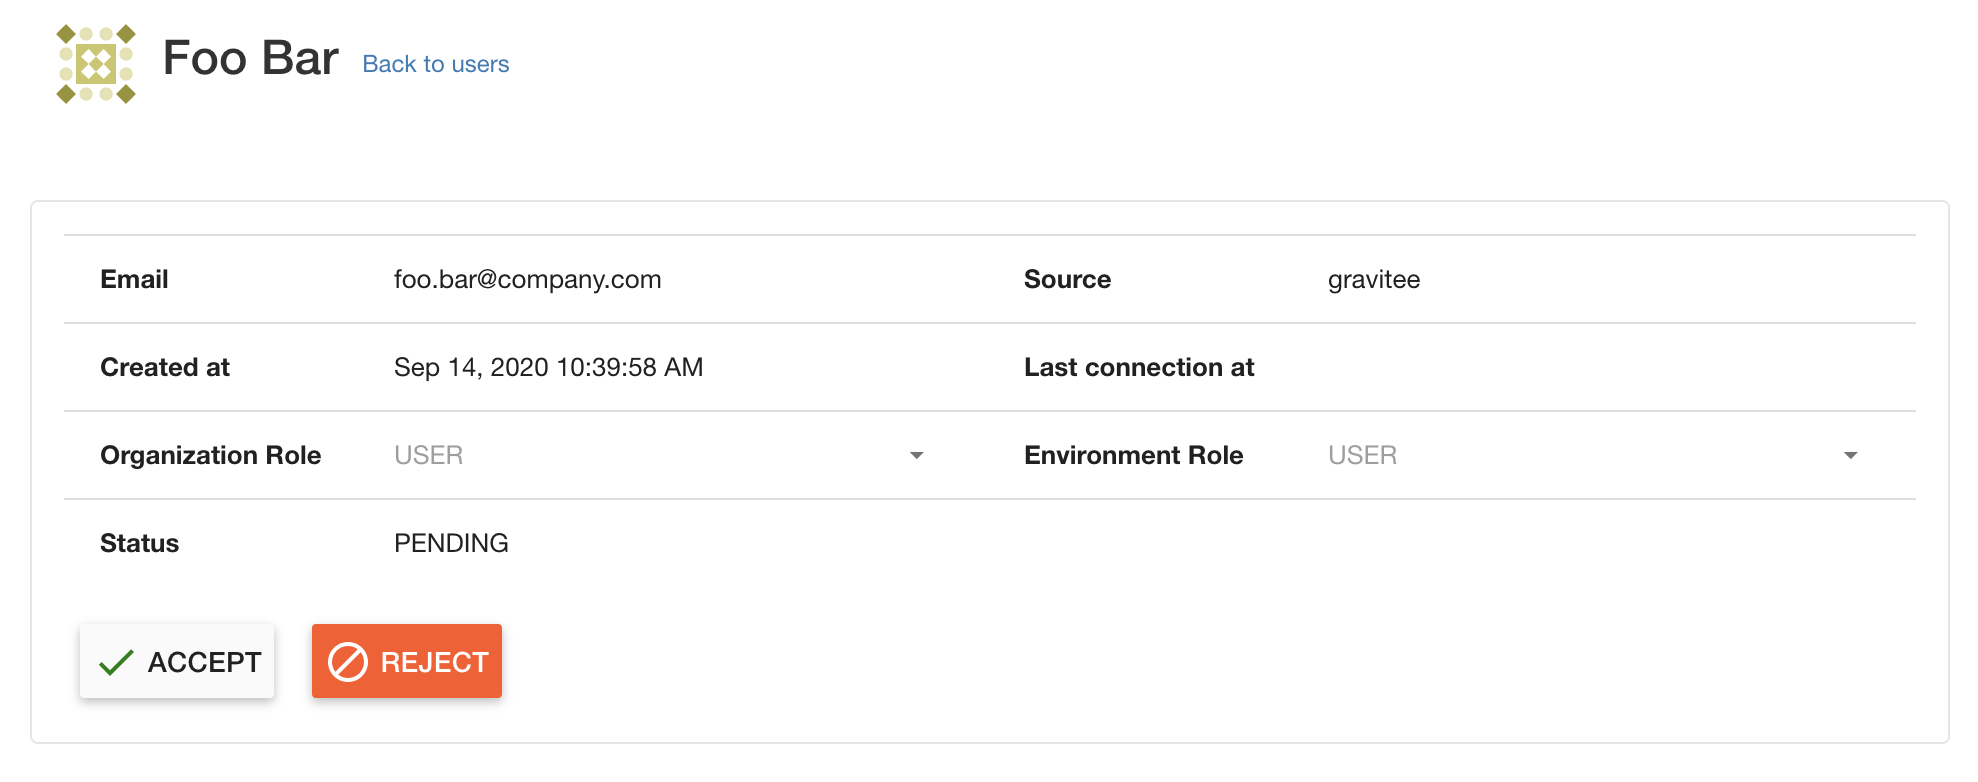 Foo Bar Back to users
Email foo.bar@company.com Source gravitee
Created at Sep 14, 2020 10:39:58 AM Last connection at
Organization Role USER Environment Role USER
Status PENDING
ACCEPT REJECT